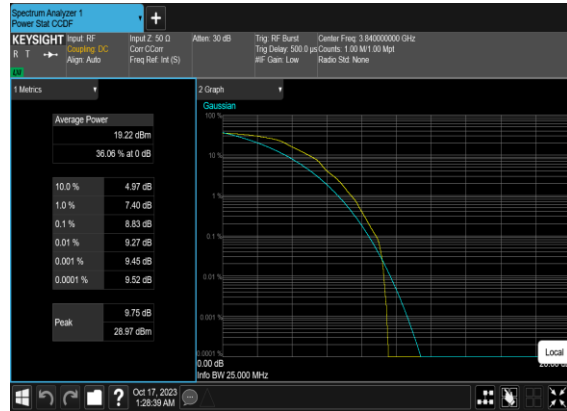 Spectrum Analyzer 1
Power Stat CCDF
KEYSIGHT
R T
Input: RF
Coupling: DC
Align: Auto
Input Z: 50 Ω
Corr CCorr
Freq Ref: Int (S)
Atten: 30 dB
Trig: RF Burst
Trig Delay: 500.0 µs
#IF Gain: Low
Center Freq: 3.840000000 GHz
Counts: 1.00 M/1.00 Mpt
Radio Std: None
1 Metrics
Average Power
19.22 dBm
36.06 % at 0 dB
10.0 % 4.97 dB
1.0 % 7.40 dB
0.1 % 8.83 dB
0.01 % 9.27 dB
0.001 % 9.45 dB
0.0001 % 9.52 dB
Peak
9.75 dB
28.97 dBm
2 Graph
Gaussian
100 %
10 %
1 %
0.1 %
0.01 %
0.001 %
0.0001 %
0.00 dB
Info BW 25.000 MHz
Local
?
Oct 17, 2023
1:28:39 AM